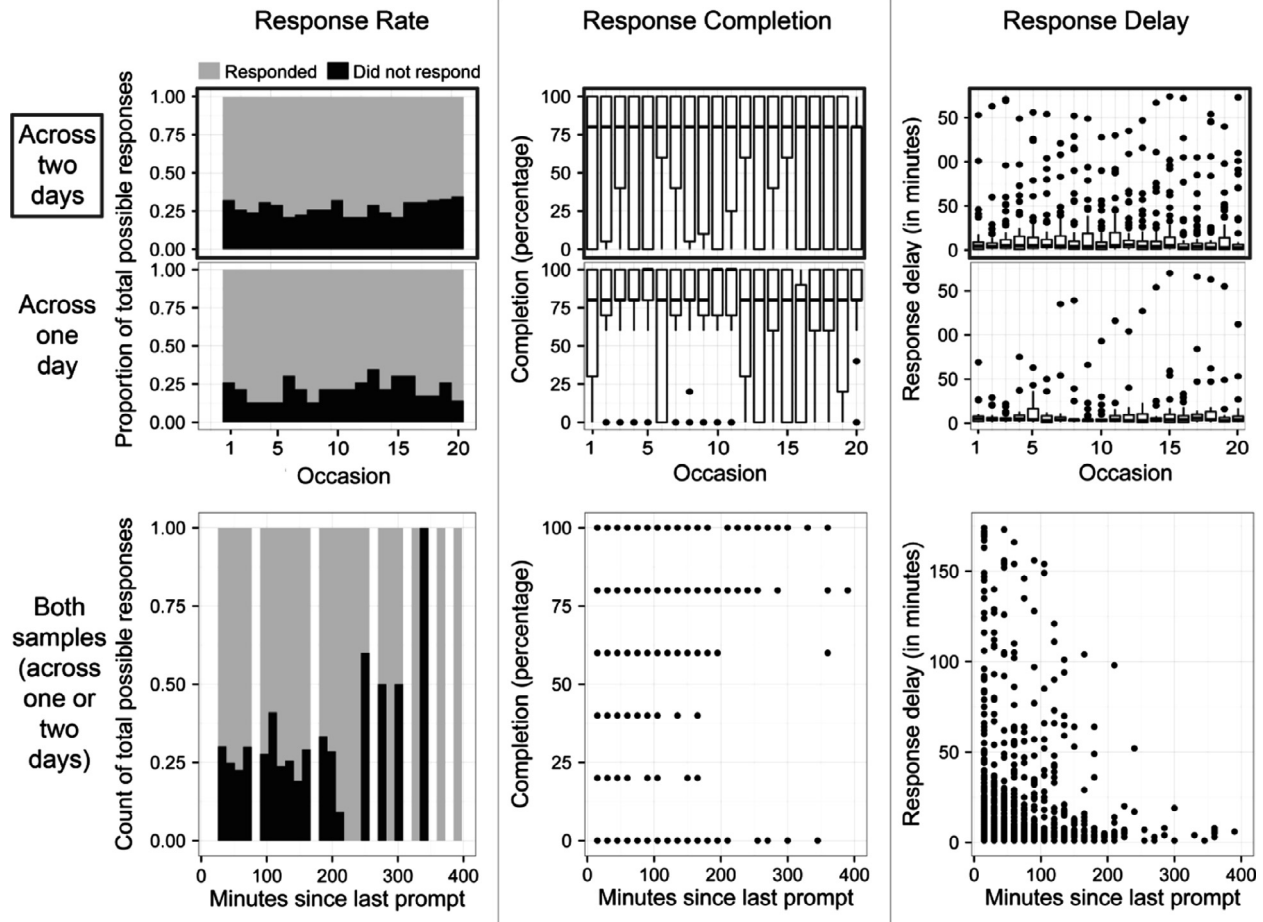 Response Rate
Response Completion
Response Delay
Responded
Did not respond
Across
two
days
Across
one
day
Both
samples
(across
one or
two
days)
Proportion of total possible responses
1.00
0.75
0.50
0.25
0.00
1.00
0.75
0.50
0.25
0.00
1
5
10
15
20
Occasion
Completion (percentage)
100
75
50
25
0
Completion (percentage)
100
75
50
25
0
1
5
10
15
20
Occasion
Response delay (in minutes)
50
00
50
0
Response delay (in minutes)
50
00
50
0
1
5
10
15
20
Occasion
Count of total possible responses
1.00
0.75
0.50
0.25
0.00
0
100
200
300
400
Minutes since last prompt
Completion (percentage)
100
75
50
25
0
0
100
200
300
400
Minutes since last prompt
Response delay (in minutes)
150
100
50
0
0
100
200
300
400
Minutes since last prompt